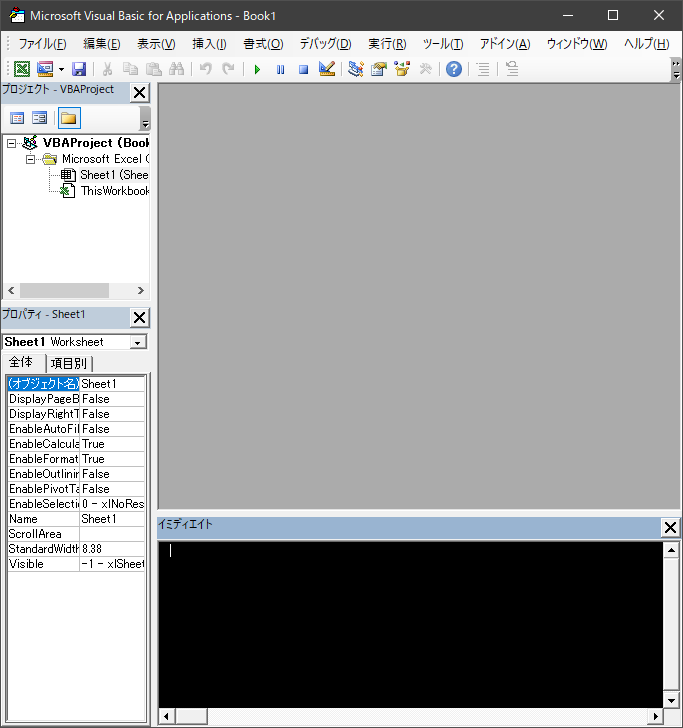 Microsoft Visual Basic for Applications - Book1
ファイル(F) 編集(E) 表示(V) 挿入(I) 書式(O) デバッグ(D) 実行(R) ツール(T) アドイン(A) ウィンドウ(W) ヘルプ(H)
プロジェクト - VBAProject
VBAProject (Book
Microsoft Excel
Sheet1 (Shee
ThisWorkbook
プロパティ - Sheet1
Sheet1 Worksheet
全体 項目別
(オブジェクト名) Sheet1
DisplayPageB False
DisplayRightT False
EnableAutoFil False
EnableCalcula True
EnableFormat True
EnableOutlinin False
EnablePivotTa False
EnableSelectio 0 - xlNoRes
Name Sheet1
ScrollArea
StandardWidth 8.38
Visible -1 - xlSheet
イミディエイト